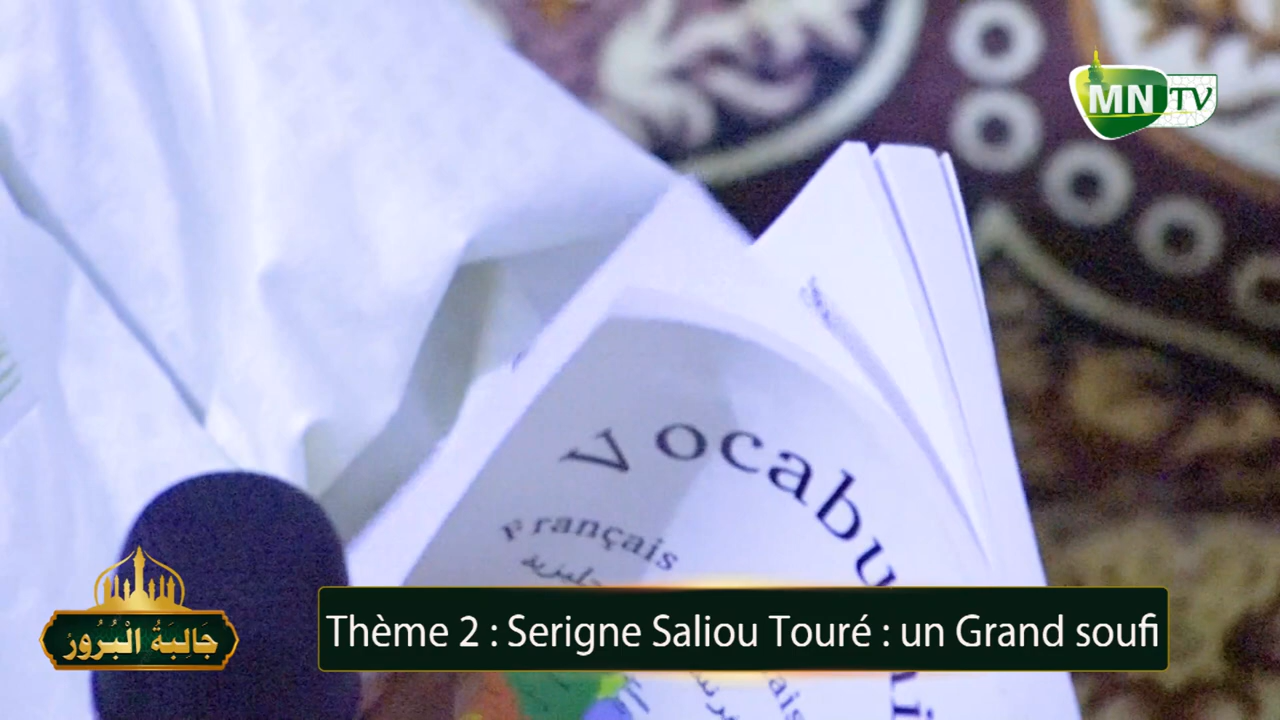 MN TV
Vocabu
Français
جَالِبَةُ الْبُرُورُ
Thème 2 : Serigne Saliou Touré : un Grand soufi